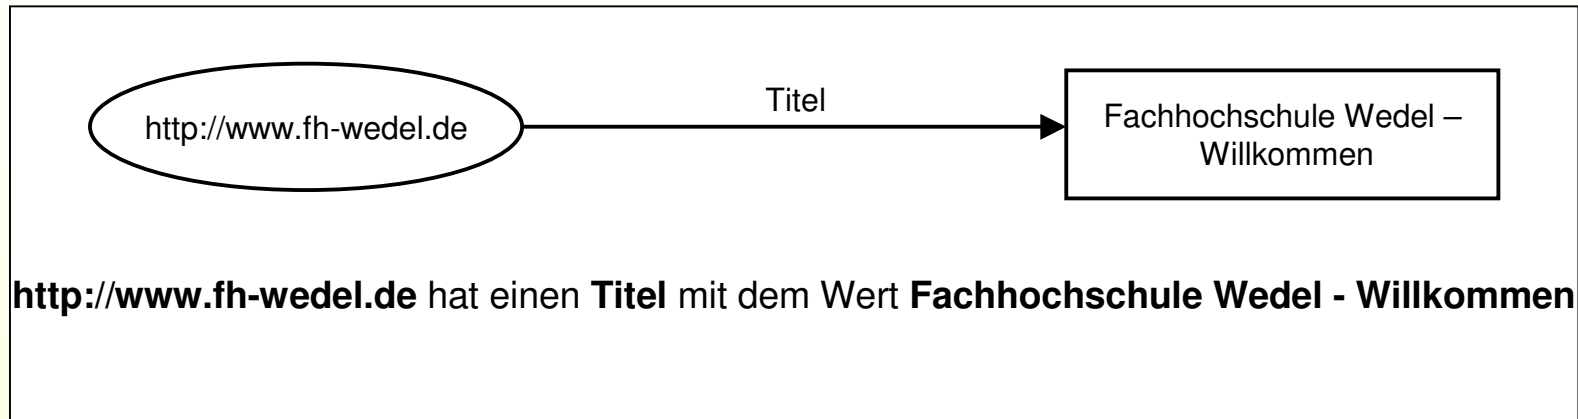 Titel
http://www.fh-wedel.de
Fachhochschule Wedel –
Willkommen
http://www.fh-wedel.de hat einen Titel mit dem Wert Fachhochschule Wedel - Willkommen